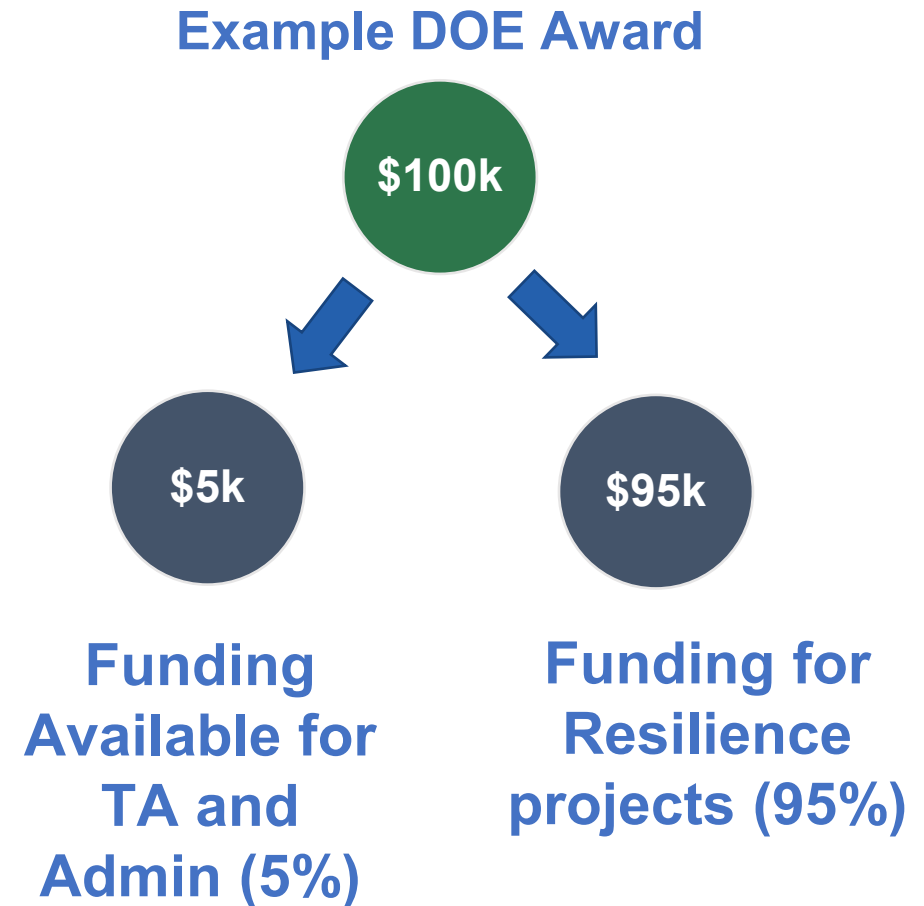 Example DOE Award
$100k
$5k
$95k
Funding
Available for
TA and
Admin (5%)
Funding for
Resilience
projects (95%)